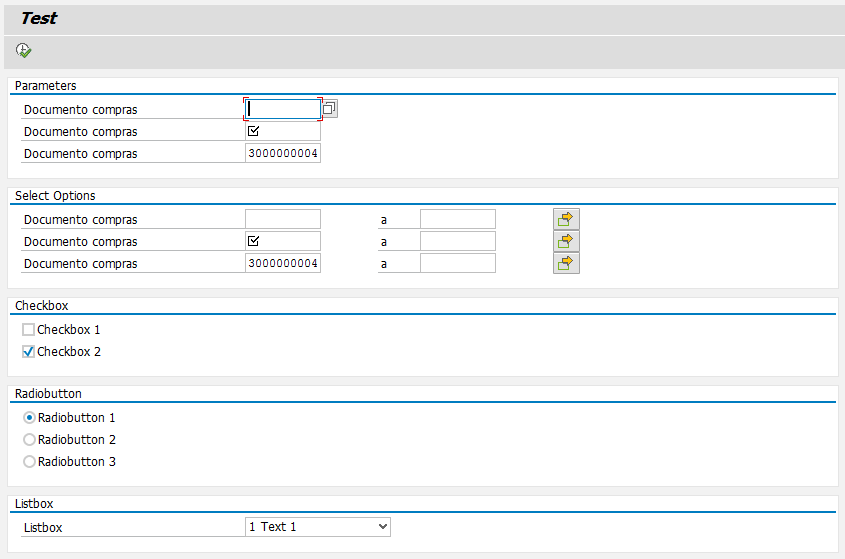 Test
Parameters
Documento compras
Documento compras
Documento compras 3000000004
Select Options
Documento compras a
Documento compras a
Documento compras 3000000004 a
Checkbox
Checkbox 1
Checkbox 2
Radiobutton
Radiobutton 1
Radiobutton 2
Radiobutton 3
Listbox
Listbox 1 Text 1